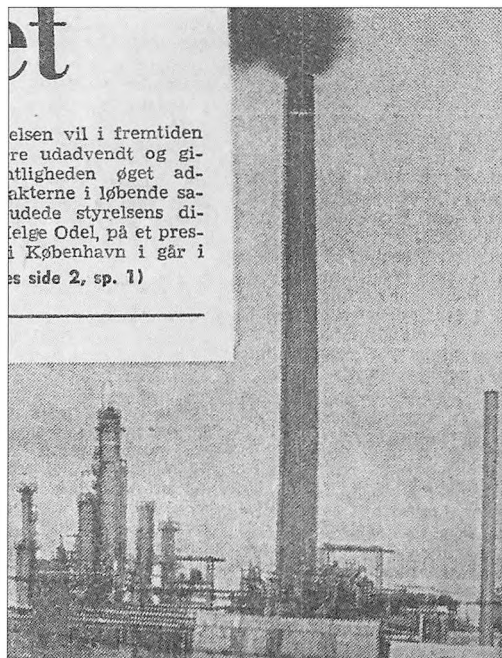 et
elsen vil i fremtiden
re udadvendt og gi-
ntligheden øget ad-
akterne i løbende sa-
udede styrelsens di-
Helge Odel, på et pres-
i København i går i
es side 2, sp. 1)